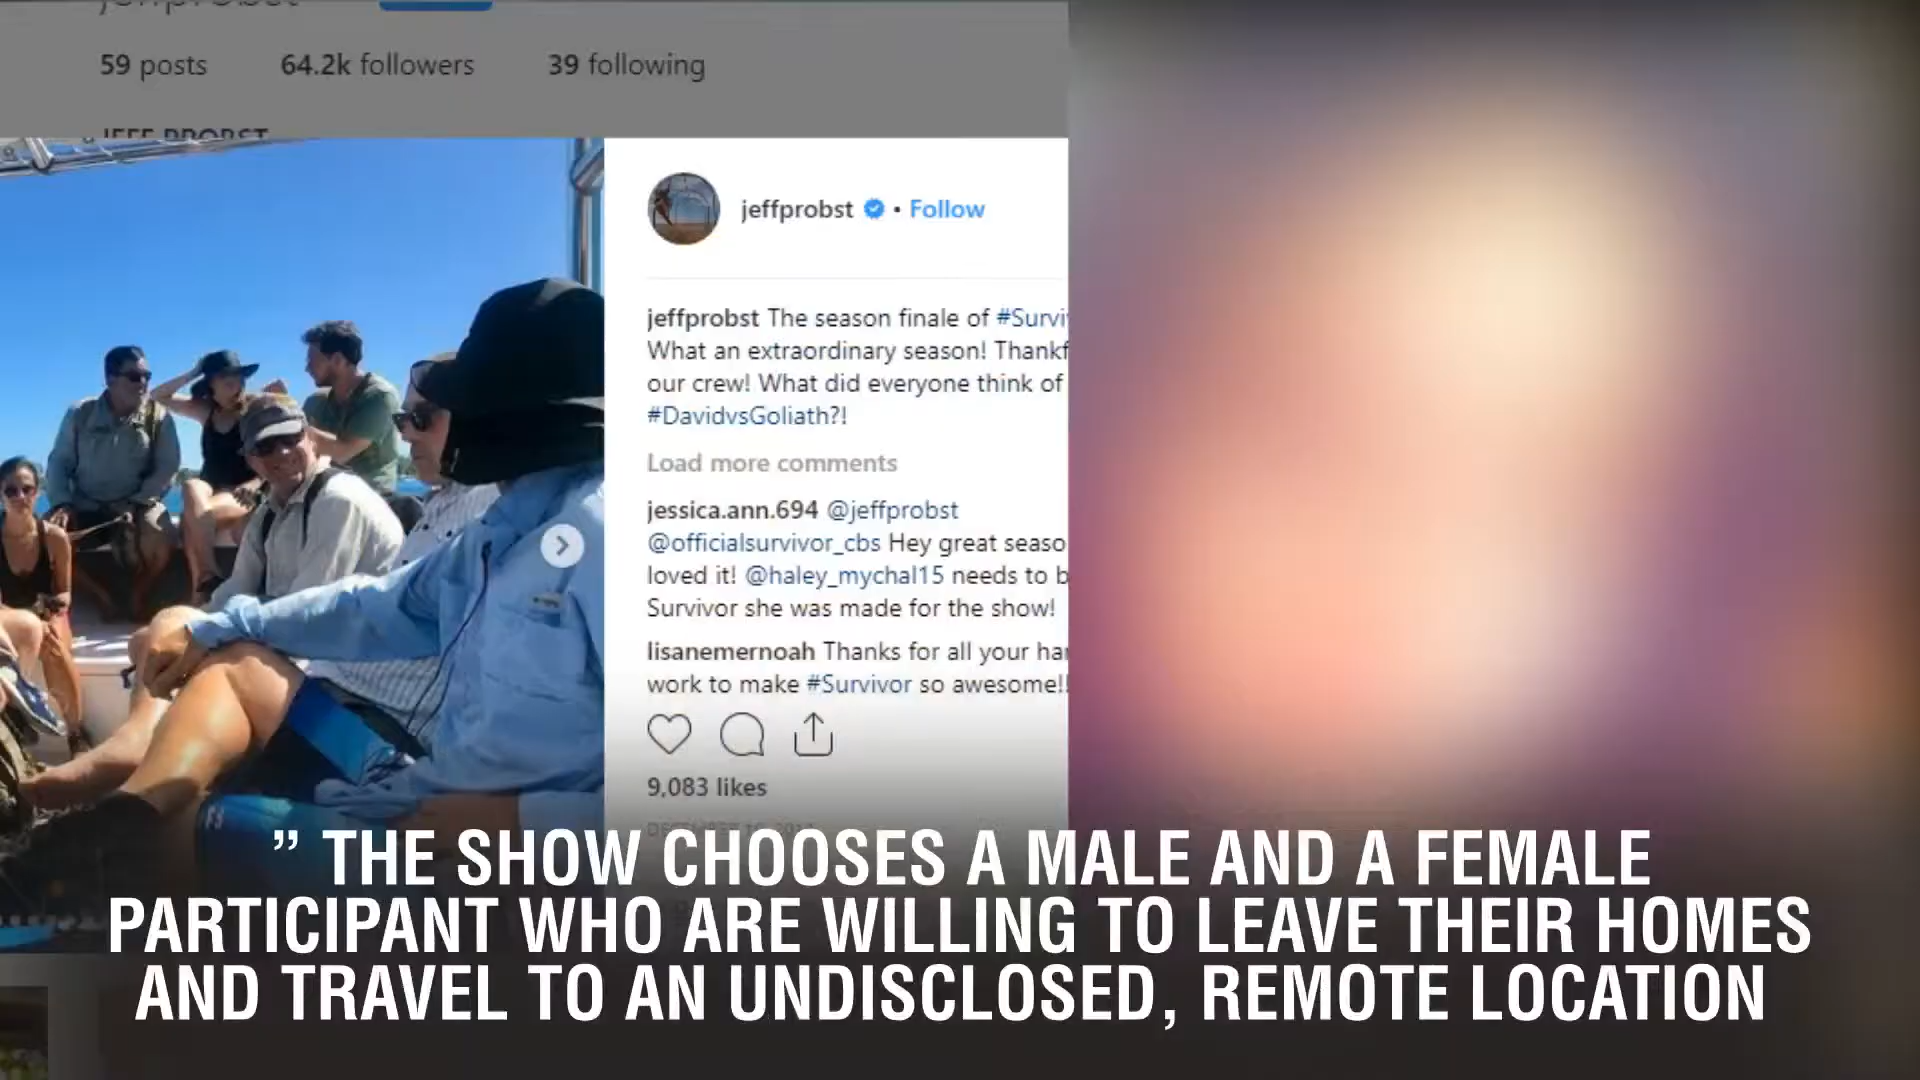 59 posts 64.2k followers 39 following
JEFF PROBST
jeffprobst • Follow
jeffprobst The season finale of
What an extraordinary season!
our crew! What did everyone think of
#DavidvsGoliath?!
Load more comments
jessica.ann.694 @jeffprobst
@officialsurvivor_cbs Hey great
loved it! @haley_mychal15 needs to
Survivor she was made for the show!
lisanemernoah Thanks for all your
work to make #Survivor so awesome!!
9,083 likes
” THE SHOW CHOOSES A MALE AND A FEMALE
PARTICIPANT WHO ARE WILLING TO LEAVE THEIR HOMES
AND TRAVEL TO AN UNDISCLOSED, REMOTE LOCATION